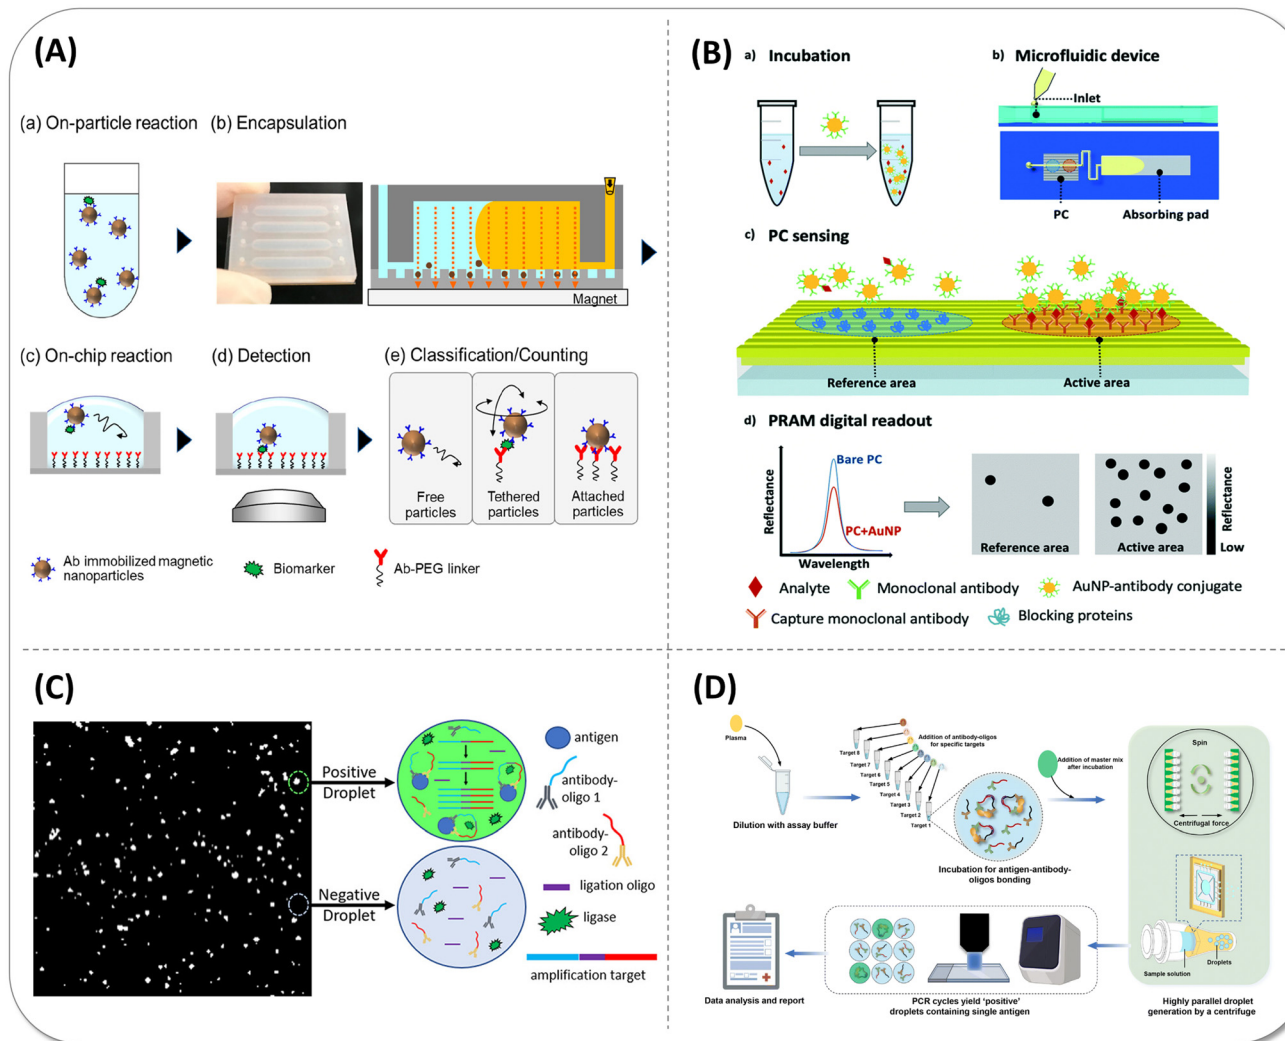 (A)
(a) On-particle reaction
(b) Encapsulation
Magnet
(c) On-chip reaction
(d) Detection
(e) Classification/Counting
Free
particles
Tethered
particles
Attached
particles
Ab immobilized magnetic
nanoparticles
Biomarker
Ab-PEG linker
(B)
a) Incubation
b) Microfluidic device
Inlet
PC
Absorbing pad
c) PC sensing
Reference area
Active area
d) PRAM digital readout
Reflectance
Bare PC
PC+AuNP
Wavelength
Reference area
Active area
Reflectance
Low
Analyte
Monoclonal antibody
AuNP-antibody conjugate
Capture monoclonal antibody
Blocking proteins
(C)
Positive
Droplet
Negative
Droplet
antigen
antibody-
oligo 1
antibody-
oligo 2
ligation oligo
ligase
amplification target
(D)
Plasma
Dilution with assay buffer
Addition of antibody-oligos
for specific targets
Target 8
Target 7
Target 6
Target 5
Target 4
Target 3
Target 2
Target 1
Incubation for antigen-antibody-
oligos bonding
Addition of master mix
after incubation
Spin
Centrifugal force
Sample solution
Droplets
Highly parallel droplet
generation by a centrifuge
PCR cycles yield 'positive'
droplets containing single antigen
Data analysis and report